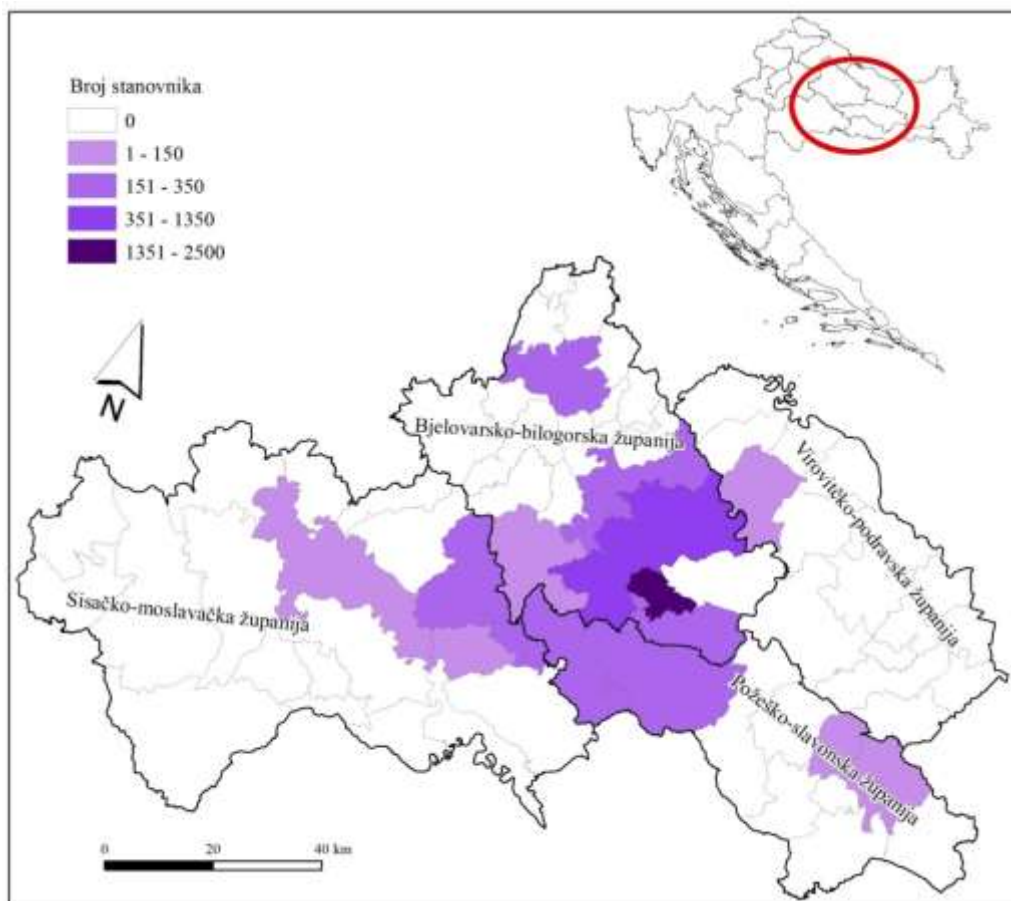 Broj stanovnika
0
1 - 150
151 - 350
351 - 1350
1351 - 2500
N
Bjelovarsko-bilogorska županija
Virovitčko-podravska županija
Sisačko-moslavačka županija
Požeško-slavonska županija
0 20 40 km